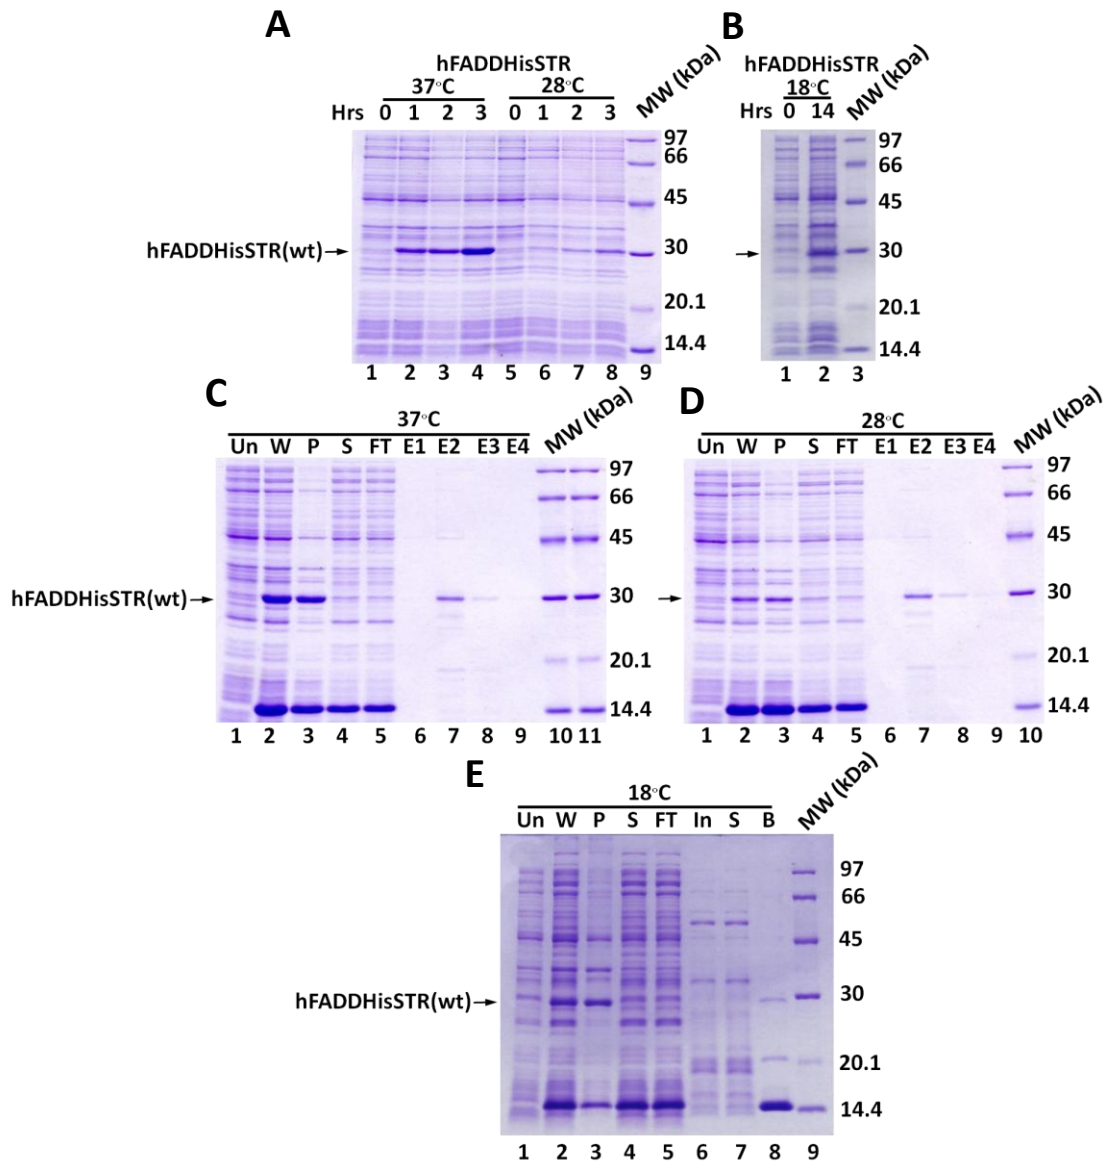 A
hFADDHisSTR
37°C 28°C MW (kDa)
Hrs 0 1 2 3 0 1 2 3
97
66
45
hFADDHisSTR(wt) 30
20.1
14.4
1 2 3 4 5 6 7 8 9
B
hFADDHisSTR
18°C MW (kDa)
Hrs 0 14
97
66
45
30
20.1
14.4
1 2 3
C
37°C
Un W P S FT E1 E2 E3 E4 MW (kDa)
97
66
45
hFADDHisSTR(wt) 30
20.1
14.4
1 2 3 4 5 6 7 8 9 10 11
D
28°C
Un W P S FT E1 E2 E3 E4 MW (kDa)
97
66
45
30
20.1
14.4
1 2 3 4 5 6 7 8 9 10
E
18°C
Un W P S FT In S B MW (kDa)
97
66
45
hFADDHisSTR(wt) 30
20.1
14.4
1 2 3 4 5 6 7 8 9